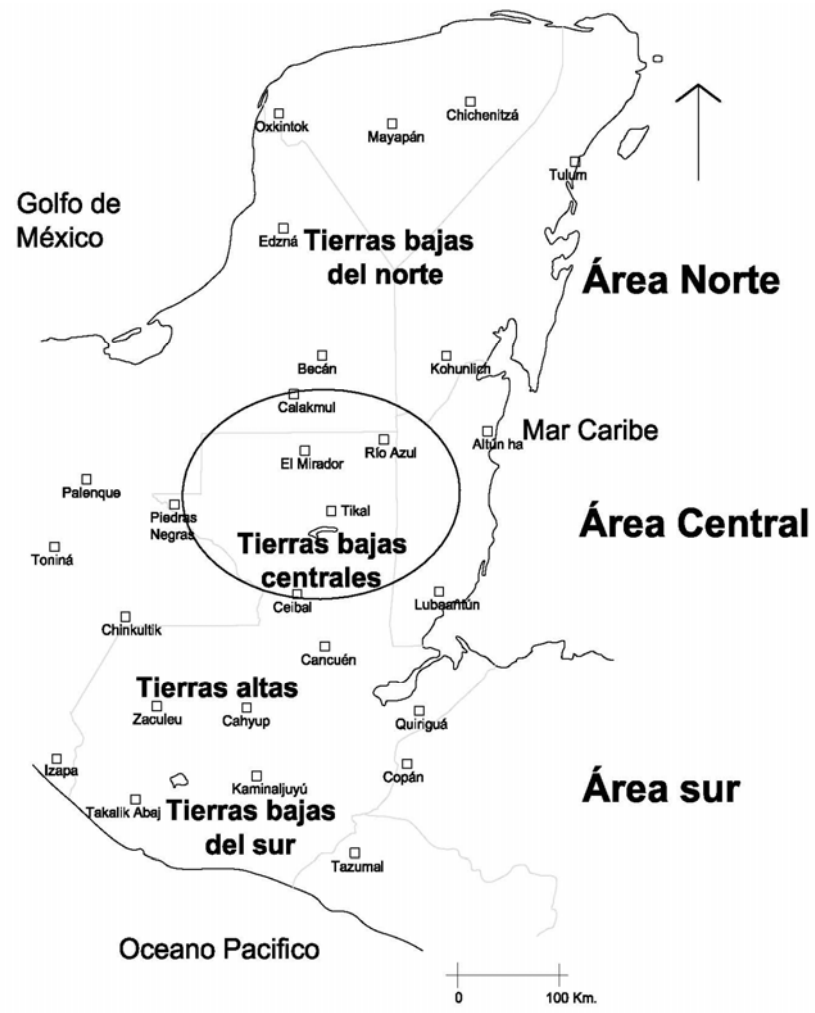 Chichenitzá
Oxkintok
Mayapán
Tulum
Golfo de
México
Edzná
Tierras bajas
del norte
Área Norte
Becán
Kohunlich
Calakmul
Mar Caribe
Altún ha
Río Azul
El Mirador
Palenque
Piedras
Negras
Tikal
Área Central
Tierras bajas
centrales
Toniná
Ceibal
Lubaantún
Chinkultik
Cancuén
Tierras altas
Zaculeu
Cahyup
Quiriguá
Izapa
Copán
Kaminaljuyú
Área sur
Takalik Abaj
Tierras bajas
del sur
Tazumal
Oceano Pacifico
0
100 Km.